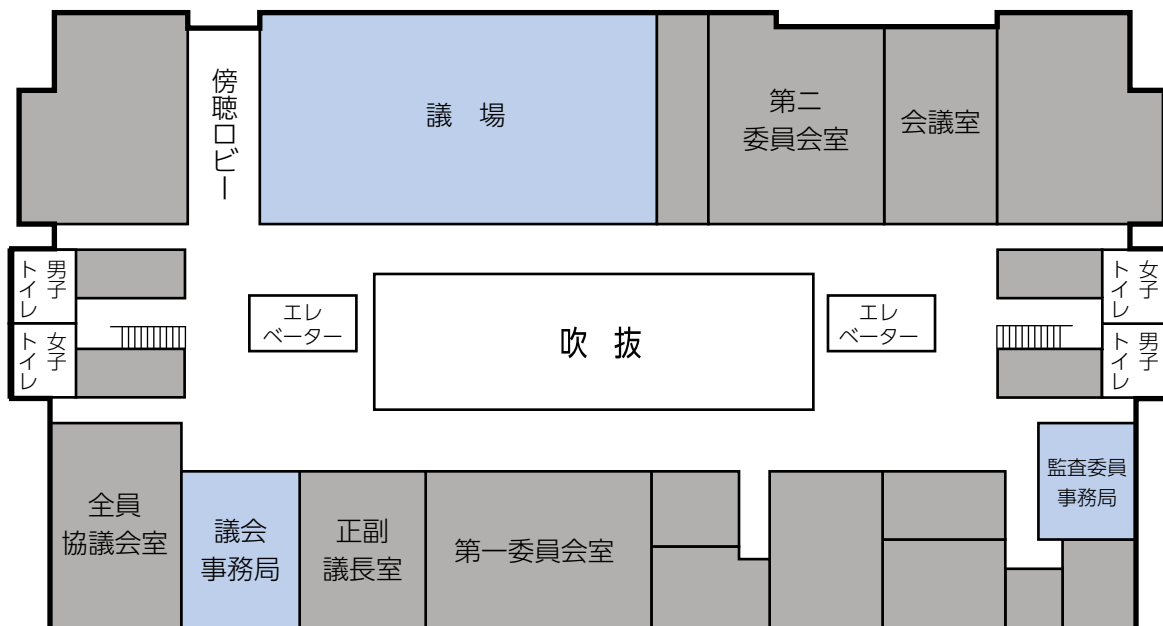 傍聴ロビー
議　場
第二
委員会室
会議室
男子
トイレ
女子
トイレ
エレ
ベーター
吹　抜
エレ
ベーター
女子
トイレ
男子
トイレ
全員
協議会室
議会
事務局
正副
議長室
第一委員会室
監査委員
事務局